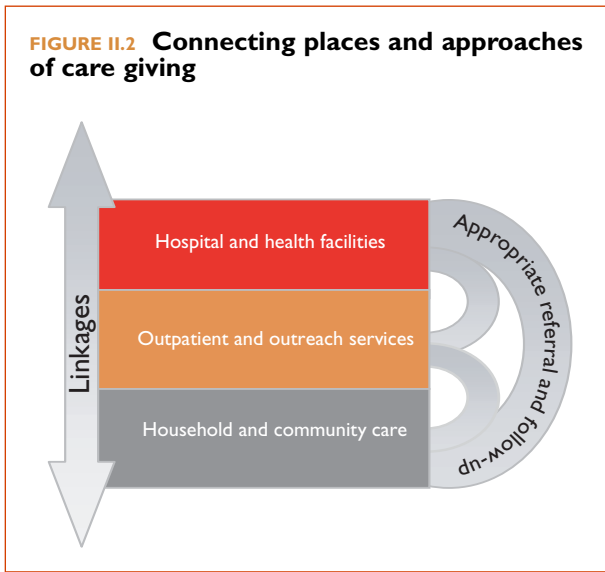 FIGURE II.2 Connecting places and approaches
of care giving
Linkages
Hospital and health facilities
Outpatient and outreach services
Household and community care
Appropriate referral and follow-up